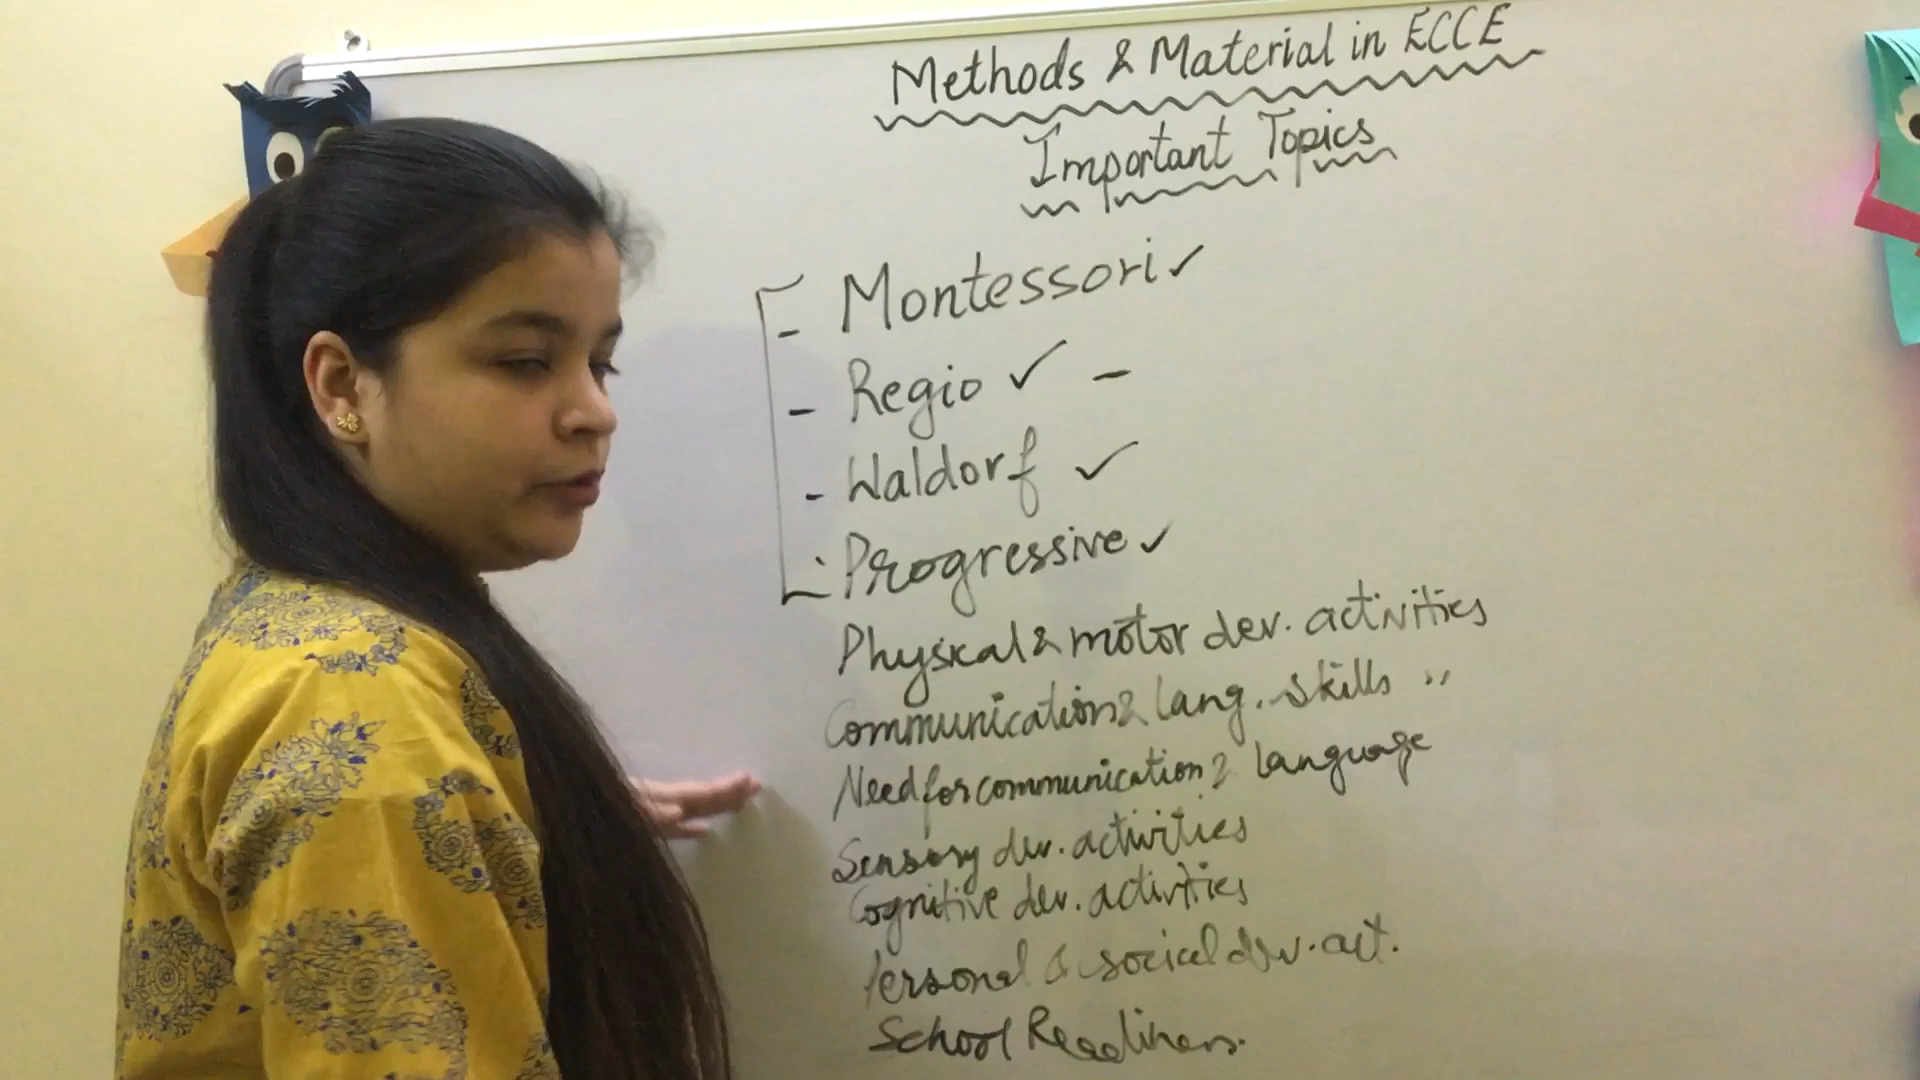 Methods & Material in ECCE
Important Topics
- Montessori ✓
- Regio ✓ -
- Waldorf ✓
- Progressive ✓
Physical & motor dev. activities
Communication & lang. skills "
Need for communication & language
Sensory dev. activities
Cognitive dev. activities
Personal & social dev. act.
School Readiness.